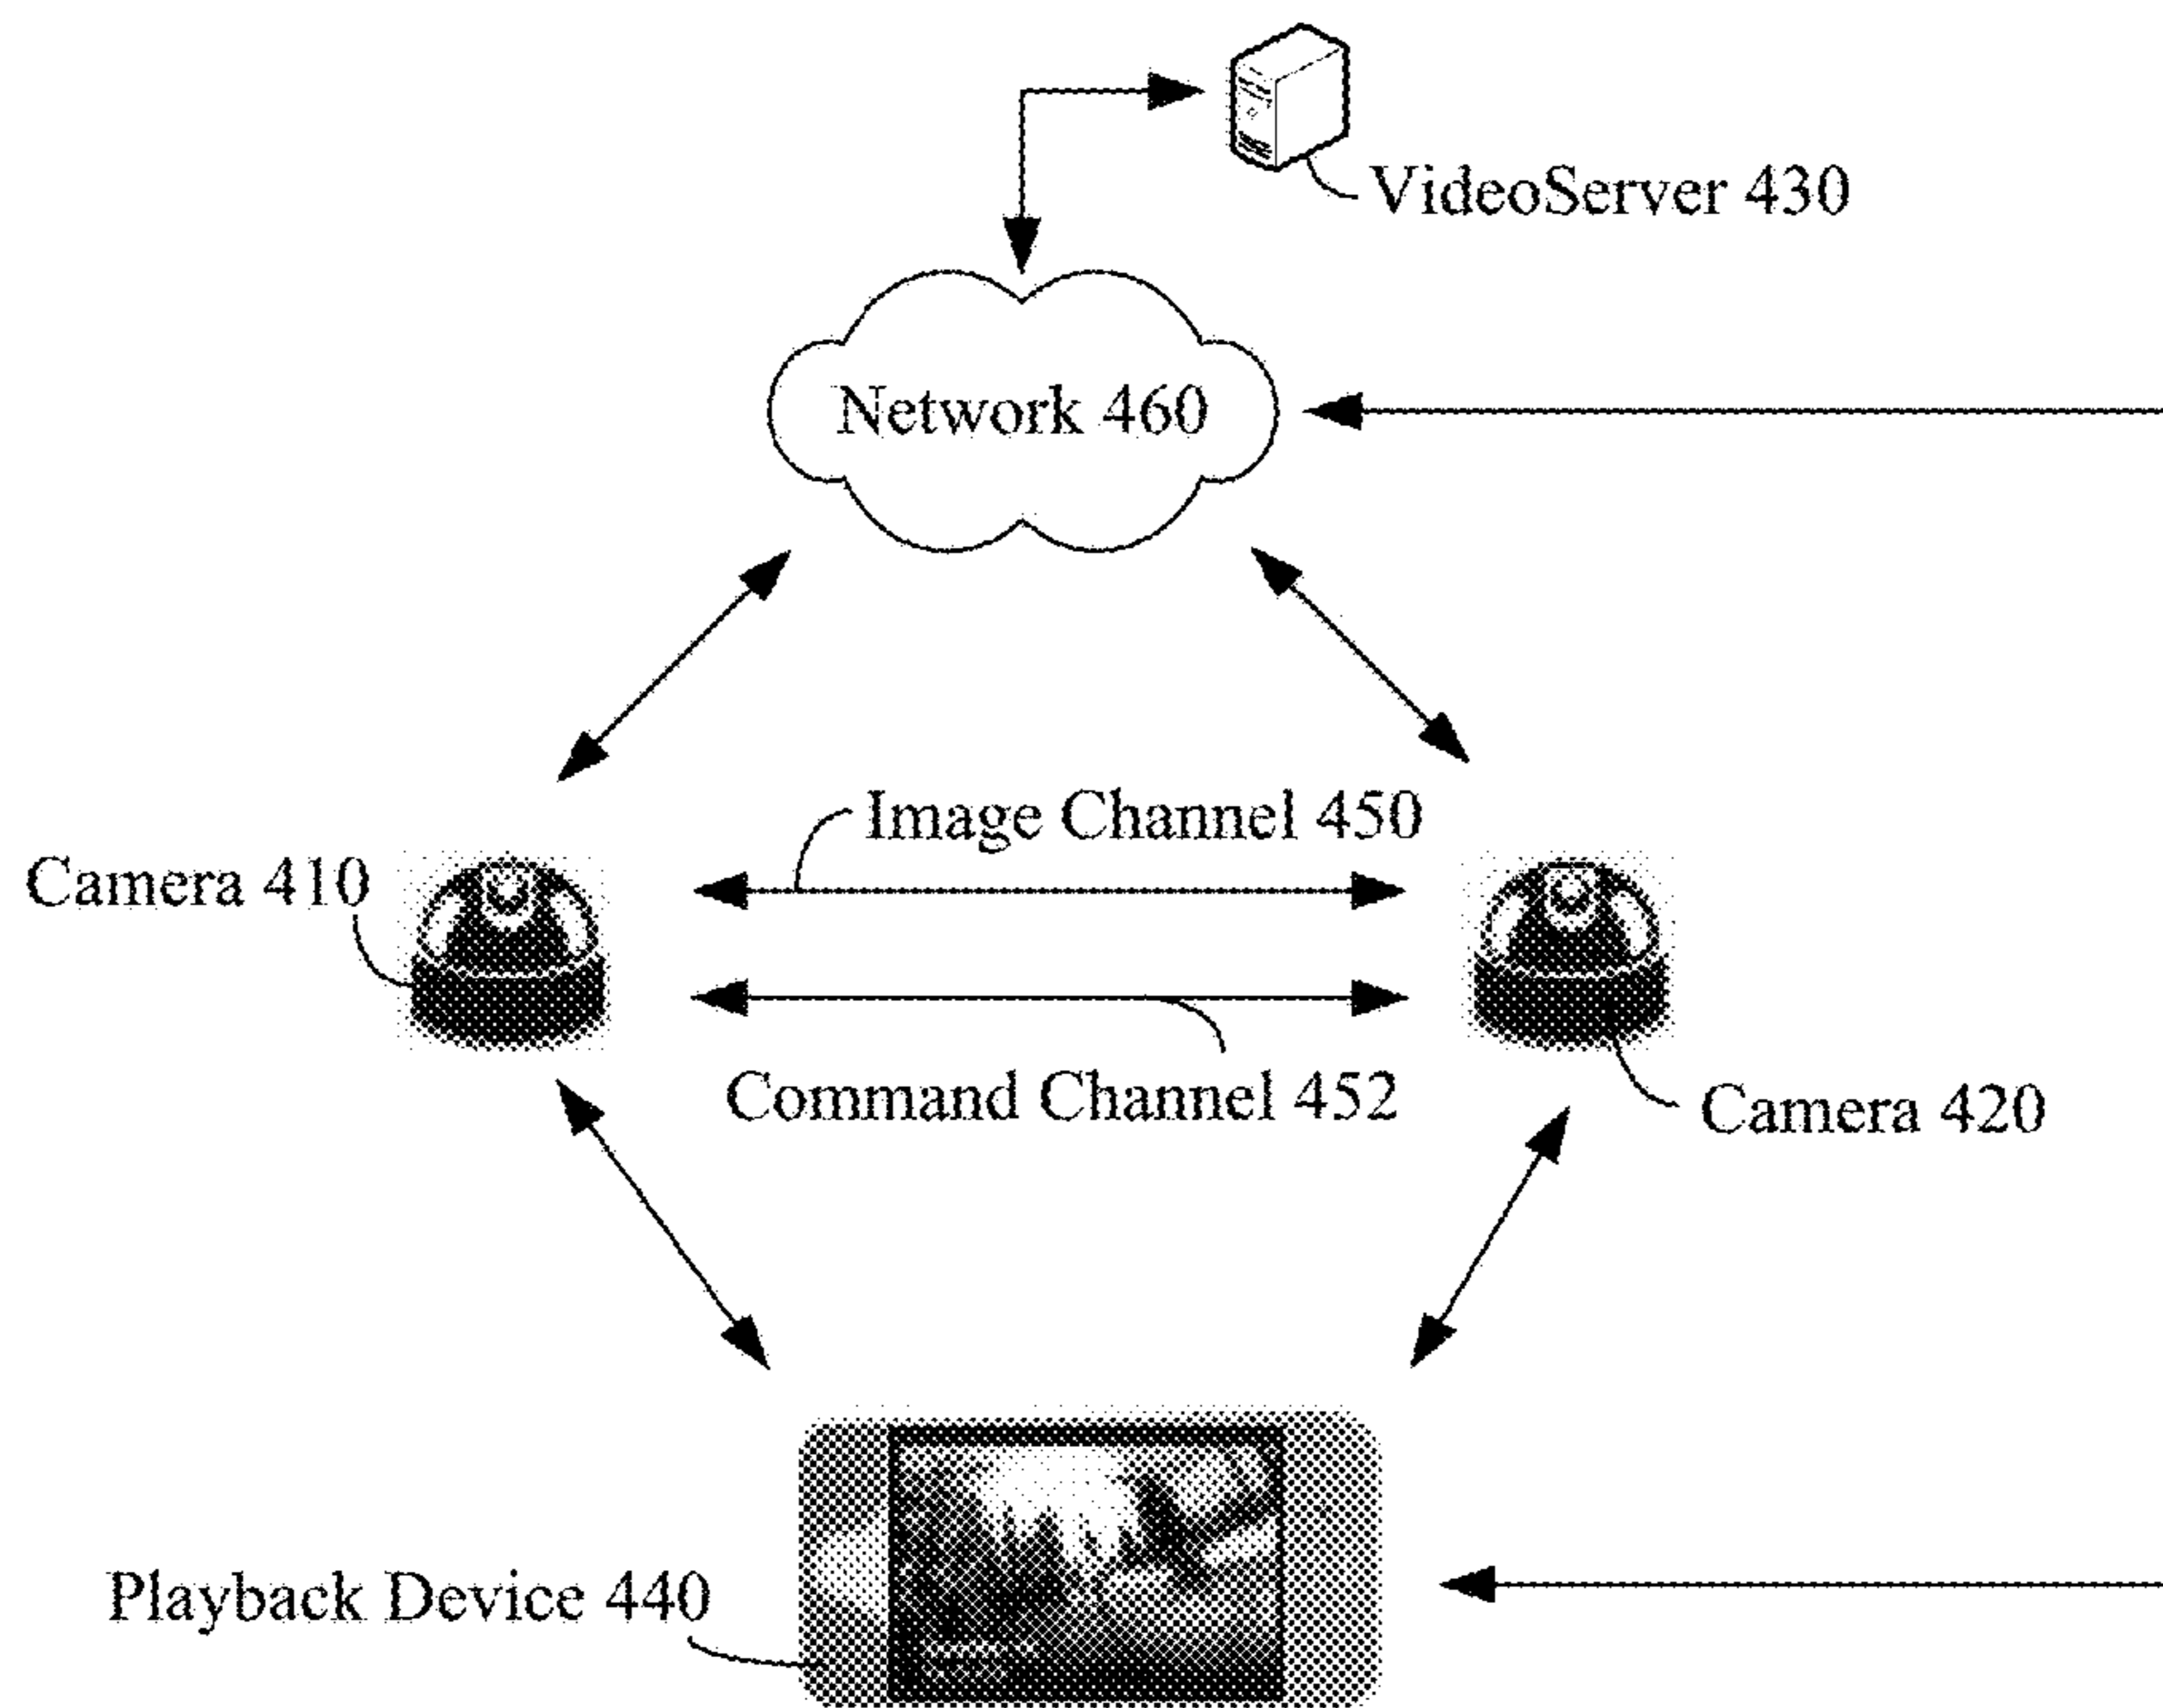 VideoServer 430
Network 460
Image Channel 450
Camera 410
Command Channel 452
Camera 420
Playback Device 440